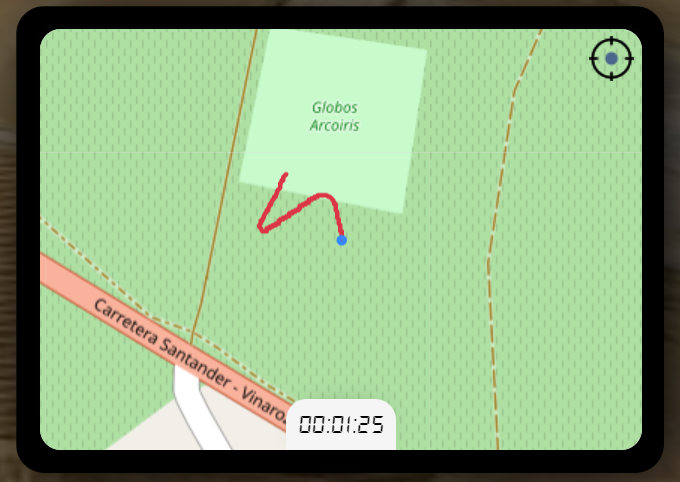 Globos
Arcoiris
Carretera Santander - Vinaro
00:01:25